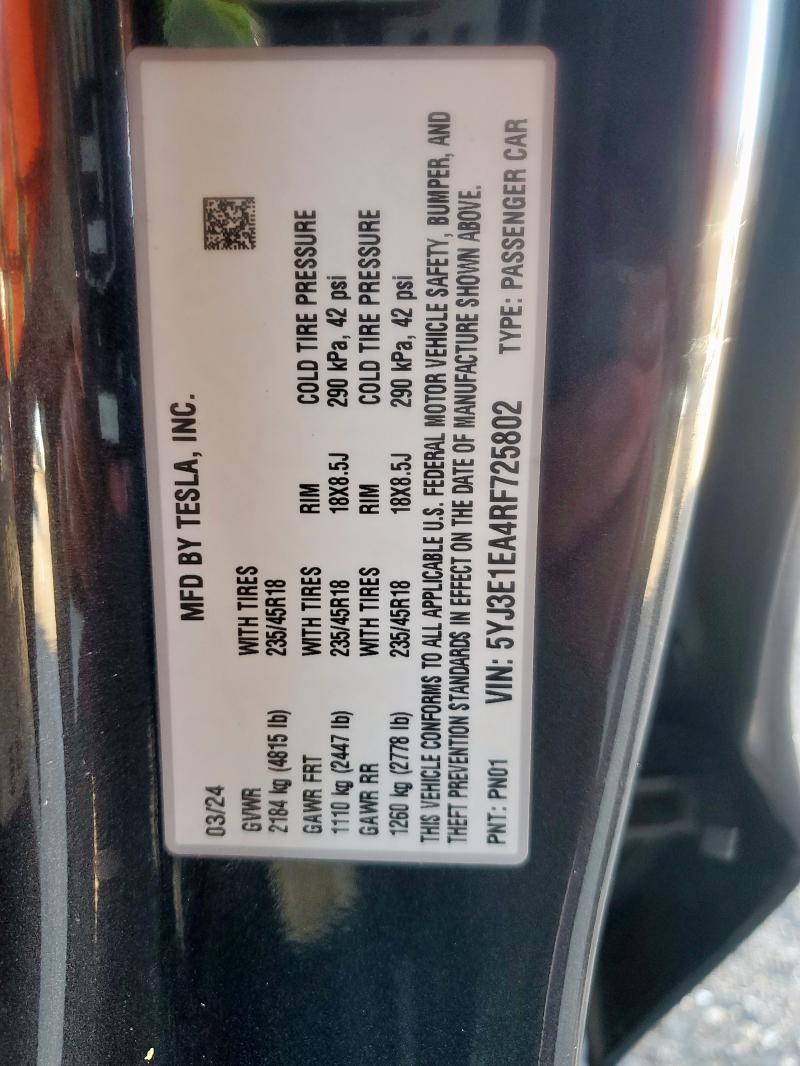 MFD BY TESLA, INC.
03/24
GVWR WITH TIRES
2184 kg (4815 lb) 235/45R18
GAWR FRT WITH TIRES RIM COLD TIRE PRESSURE
1110 kg (2447 lb) 235/45R18 18X8.5J 290 kPa, 42 psi
GAWR RR WITH TIRES RIM COLD TIRE PRESSURE
1260 kg (2778 lb) 235/45R18 18X8.5J 290 kPa, 42 psi
THIS VEHICLE CONFORMS TO ALL APPLICABLE U.S. FEDERAL MOTOR VEHICLE SAFETY, BUMPER, AND
THEFT PREVENTION STANDARDS IN EFFECT ON THE DATE OF MANUFACTURE SHOWN ABOVE.
PNT: PN01 VIN: 5YJ3E1EA4RF725802 TYPE: PASSENGER CAR